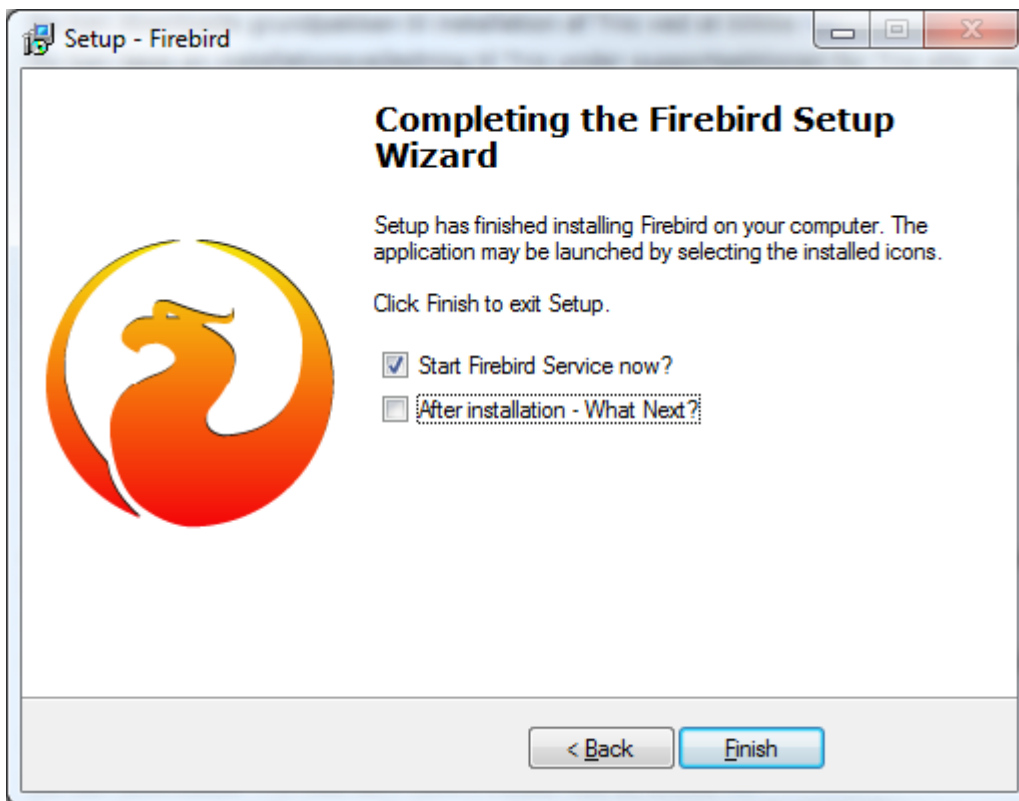 Setup - Firebird
Completing the Firebird Setup
Wizard
Setup has finished installing Firebird on your computer. The
application may be launched by selecting the installed icons.
Click Finish to exit Setup.
Start Firebird Service now?
After installation - What Next?
< Back
Finish